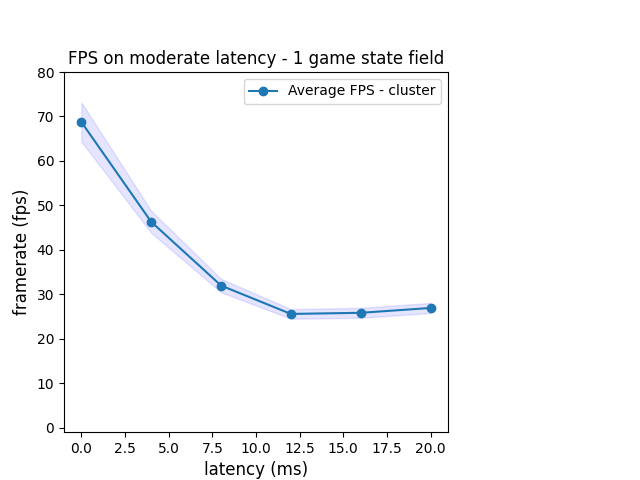 FPS on moderate latency - 1 game state field
Average FPS - cluster
framerate (fps)
80
70
60
50
40
30
20
10
0
0.0 2.5 5.0 7.5 10.0 12.5 15.0 17.5 20.0
latency (ms)